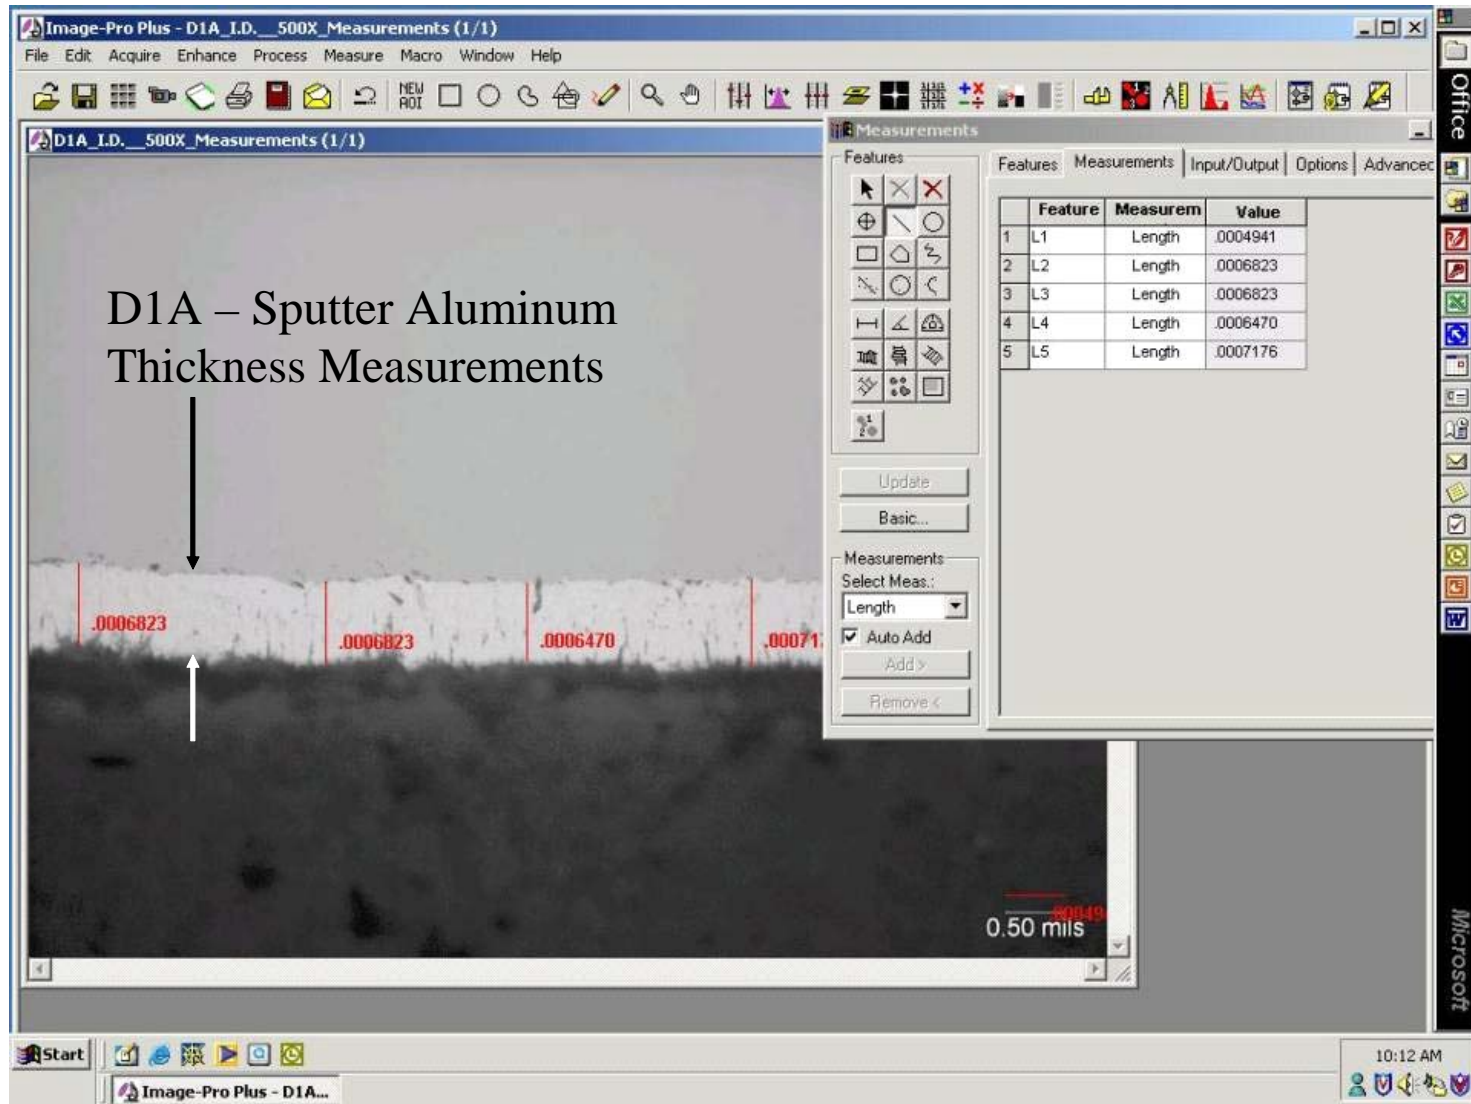 Image-Pro Plus - D1A_I.D.__500X_Measurements (1/1)
File Edit Acquire Enhance Process Measure Macro Window Help
NEW
AOI
D1A_I.D.__500X_Measurements (1/1)
D1A – Sputter Aluminum
Thickness Measurements
.0006823
.0006823
.0006470
0.50 mils
Measurements
Features
Update
Basic...
Measurements
Select Meas.:
Length
Auto Add
Add >
Remove <
Features Measurements Input/Output Options Advanced
Feature Measurem Value
1 L1 Length .0004941
2 L2 Length .0006823
3 L3 Length .0006823
4 L4 Length .0006470
5 L5 Length .0007176
Office
Microsoft
Start
10:12 AM
Image-Pro Plus - D1A...